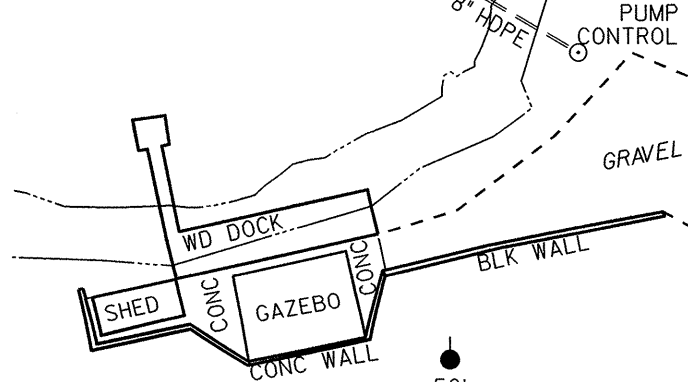 8" HDPE
PUMP
CONTROL
GRAVEL
WD DOCK
BLK WALL
CONC
CONC
SHED
GAZEBO
CONC WALL